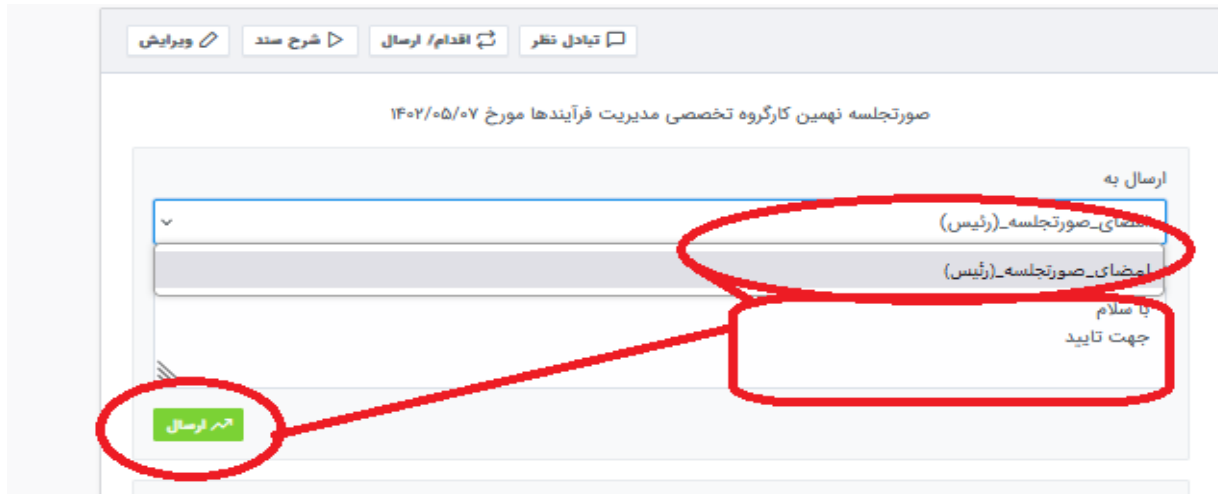 تبادل نظر اقدام/ ارسال شرح سند ویرایش
صورتجلسه نهمین کارگروه تخصصی مدیریت فرآیندها مورخ ۱۴۰۲/۰۵/۰۷
ارسال به
امضای_صورتجلسه_(رئیس)
امضای_صورتجلسه_(رئیس)
با سلام
جهت تایید
ارسال